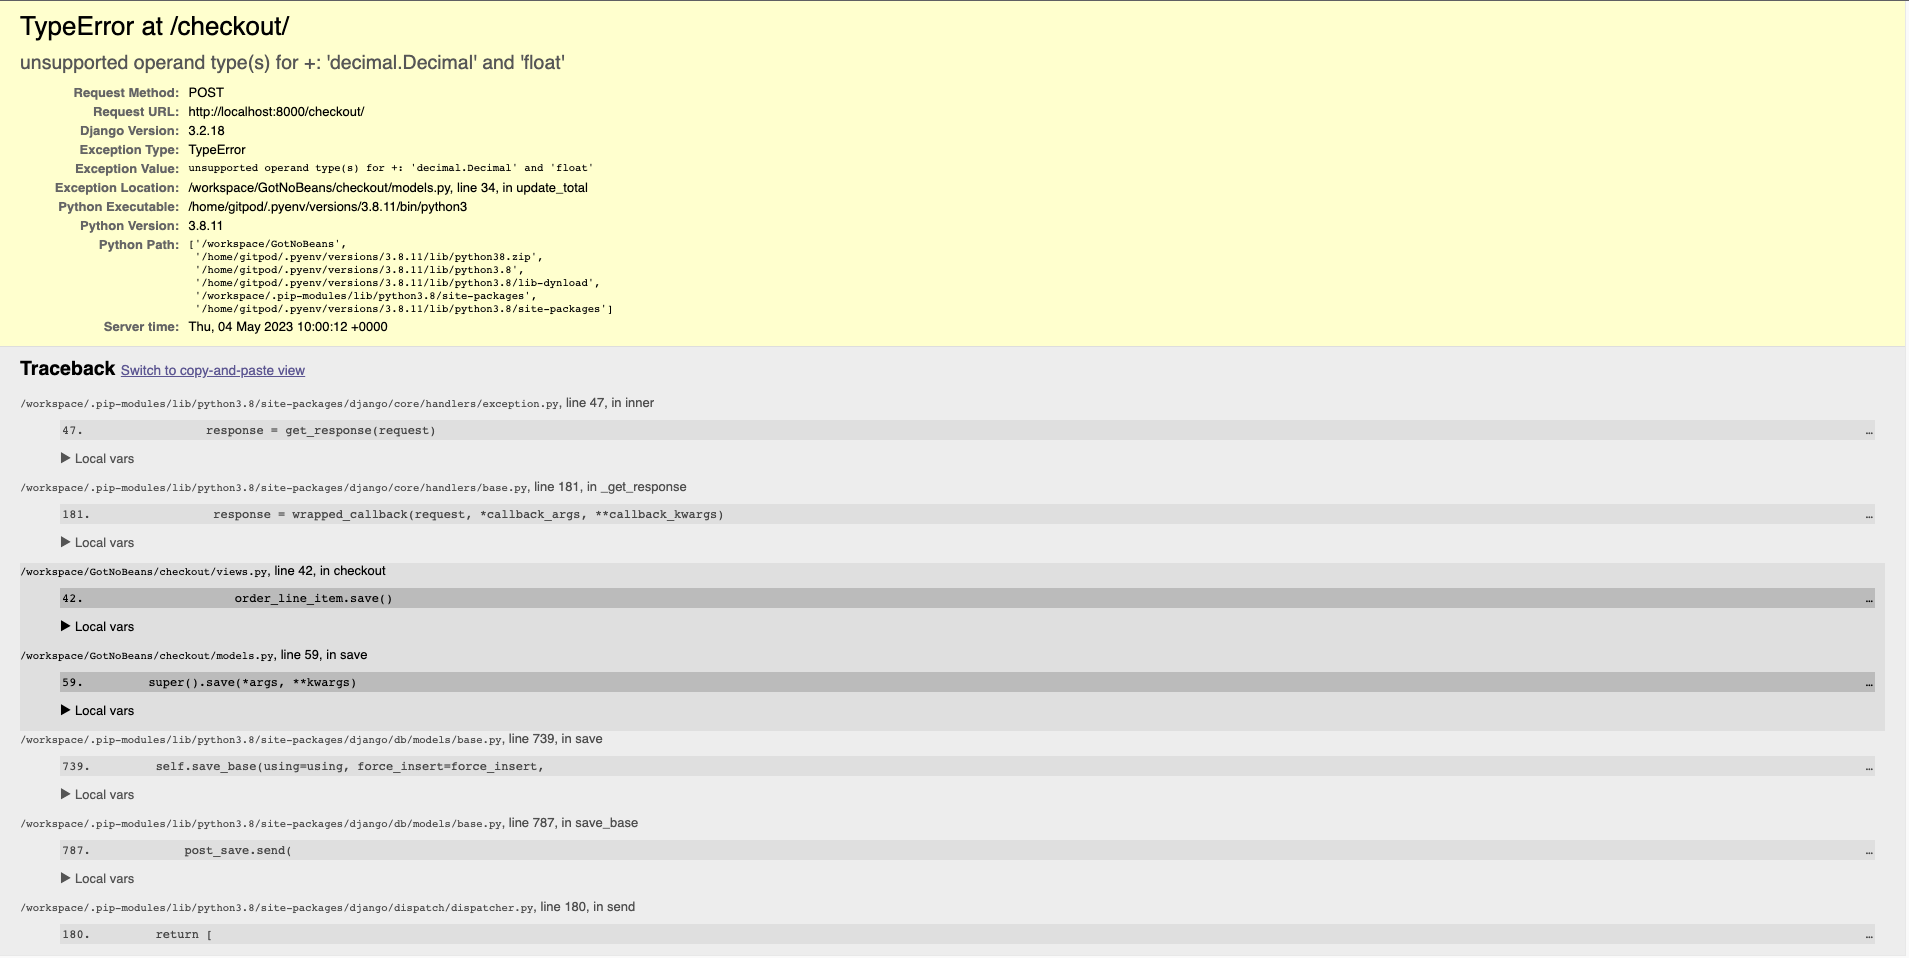 TypeError at /checkout/
unsupported operand type(s) for +: 'decimal.Decimal' and 'float'
Request Method: POST
Request URL: http://localhost:8000/checkout/
Django Version: 3.2.18
Exception Type: TypeError
Exception Value: unsupported operand type(s) for +: 'decimal.Decimal' and 'float'
Exception Location: /workspace/GotNoBeans/checkout/models.py, line 34, in update_total
Python Executable: /home/gitpod/.pyenv/versions/3.8.11/bin/python3
Python Version: 3.8.11
Python Path: ['/workspace/GotNoBeans',
'/home/gitpod/.pyenv/versions/3.8.11/lib/python38.zip',
'/home/gitpod/.pyenv/versions/3.8.11/lib/python3.8',
'/home/gitpod/.pyenv/versions/3.8.11/lib/python3.8/lib-dynload',
'/workspace/.pip-modules/lib/python3.8/site-packages',
'/home/gitpod/.pyenv/versions/3.8.11/lib/python3.8/site-packages']
Server time: Thu, 04 May 2023 10:00:12 +0000
Traceback Switch to copy-and-paste view
/workspace/.pip-modules/lib/python3.8/site-packages/django/core/handlers/exception.py, line 47, in inner
47. response = get_response(request) …
▶ Local vars
/workspace/.pip-modules/lib/python3.8/site-packages/django/core/handlers/base.py, line 181, in _get_response
181. response = wrapped_callback(request, *callback_args, **callback_kwargs) …
▶ Local vars
/workspace/GotNoBeans/checkout/views.py, line 42, in checkout
42. order_line_item.save() …
▶ Local vars
/workspace/GotNoBeans/checkout/models.py, line 59, in save
59. super().save(*args, **kwargs) …
▶ Local vars
/workspace/.pip-modules/lib/python3.8/site-packages/django/db/models/base.py, line 739, in save
739. self.save_base(using=using, force_insert=force_insert, …
▶ Local vars
/workspace/.pip-modules/lib/python3.8/site-packages/django/db/models/base.py, line 787, in save_base
787. post_save.send( …
▶ Local vars
/workspace/.pip-modules/lib/python3.8/site-packages/django/dispatch/dispatcher.py, line 180, in send
180. return [ …